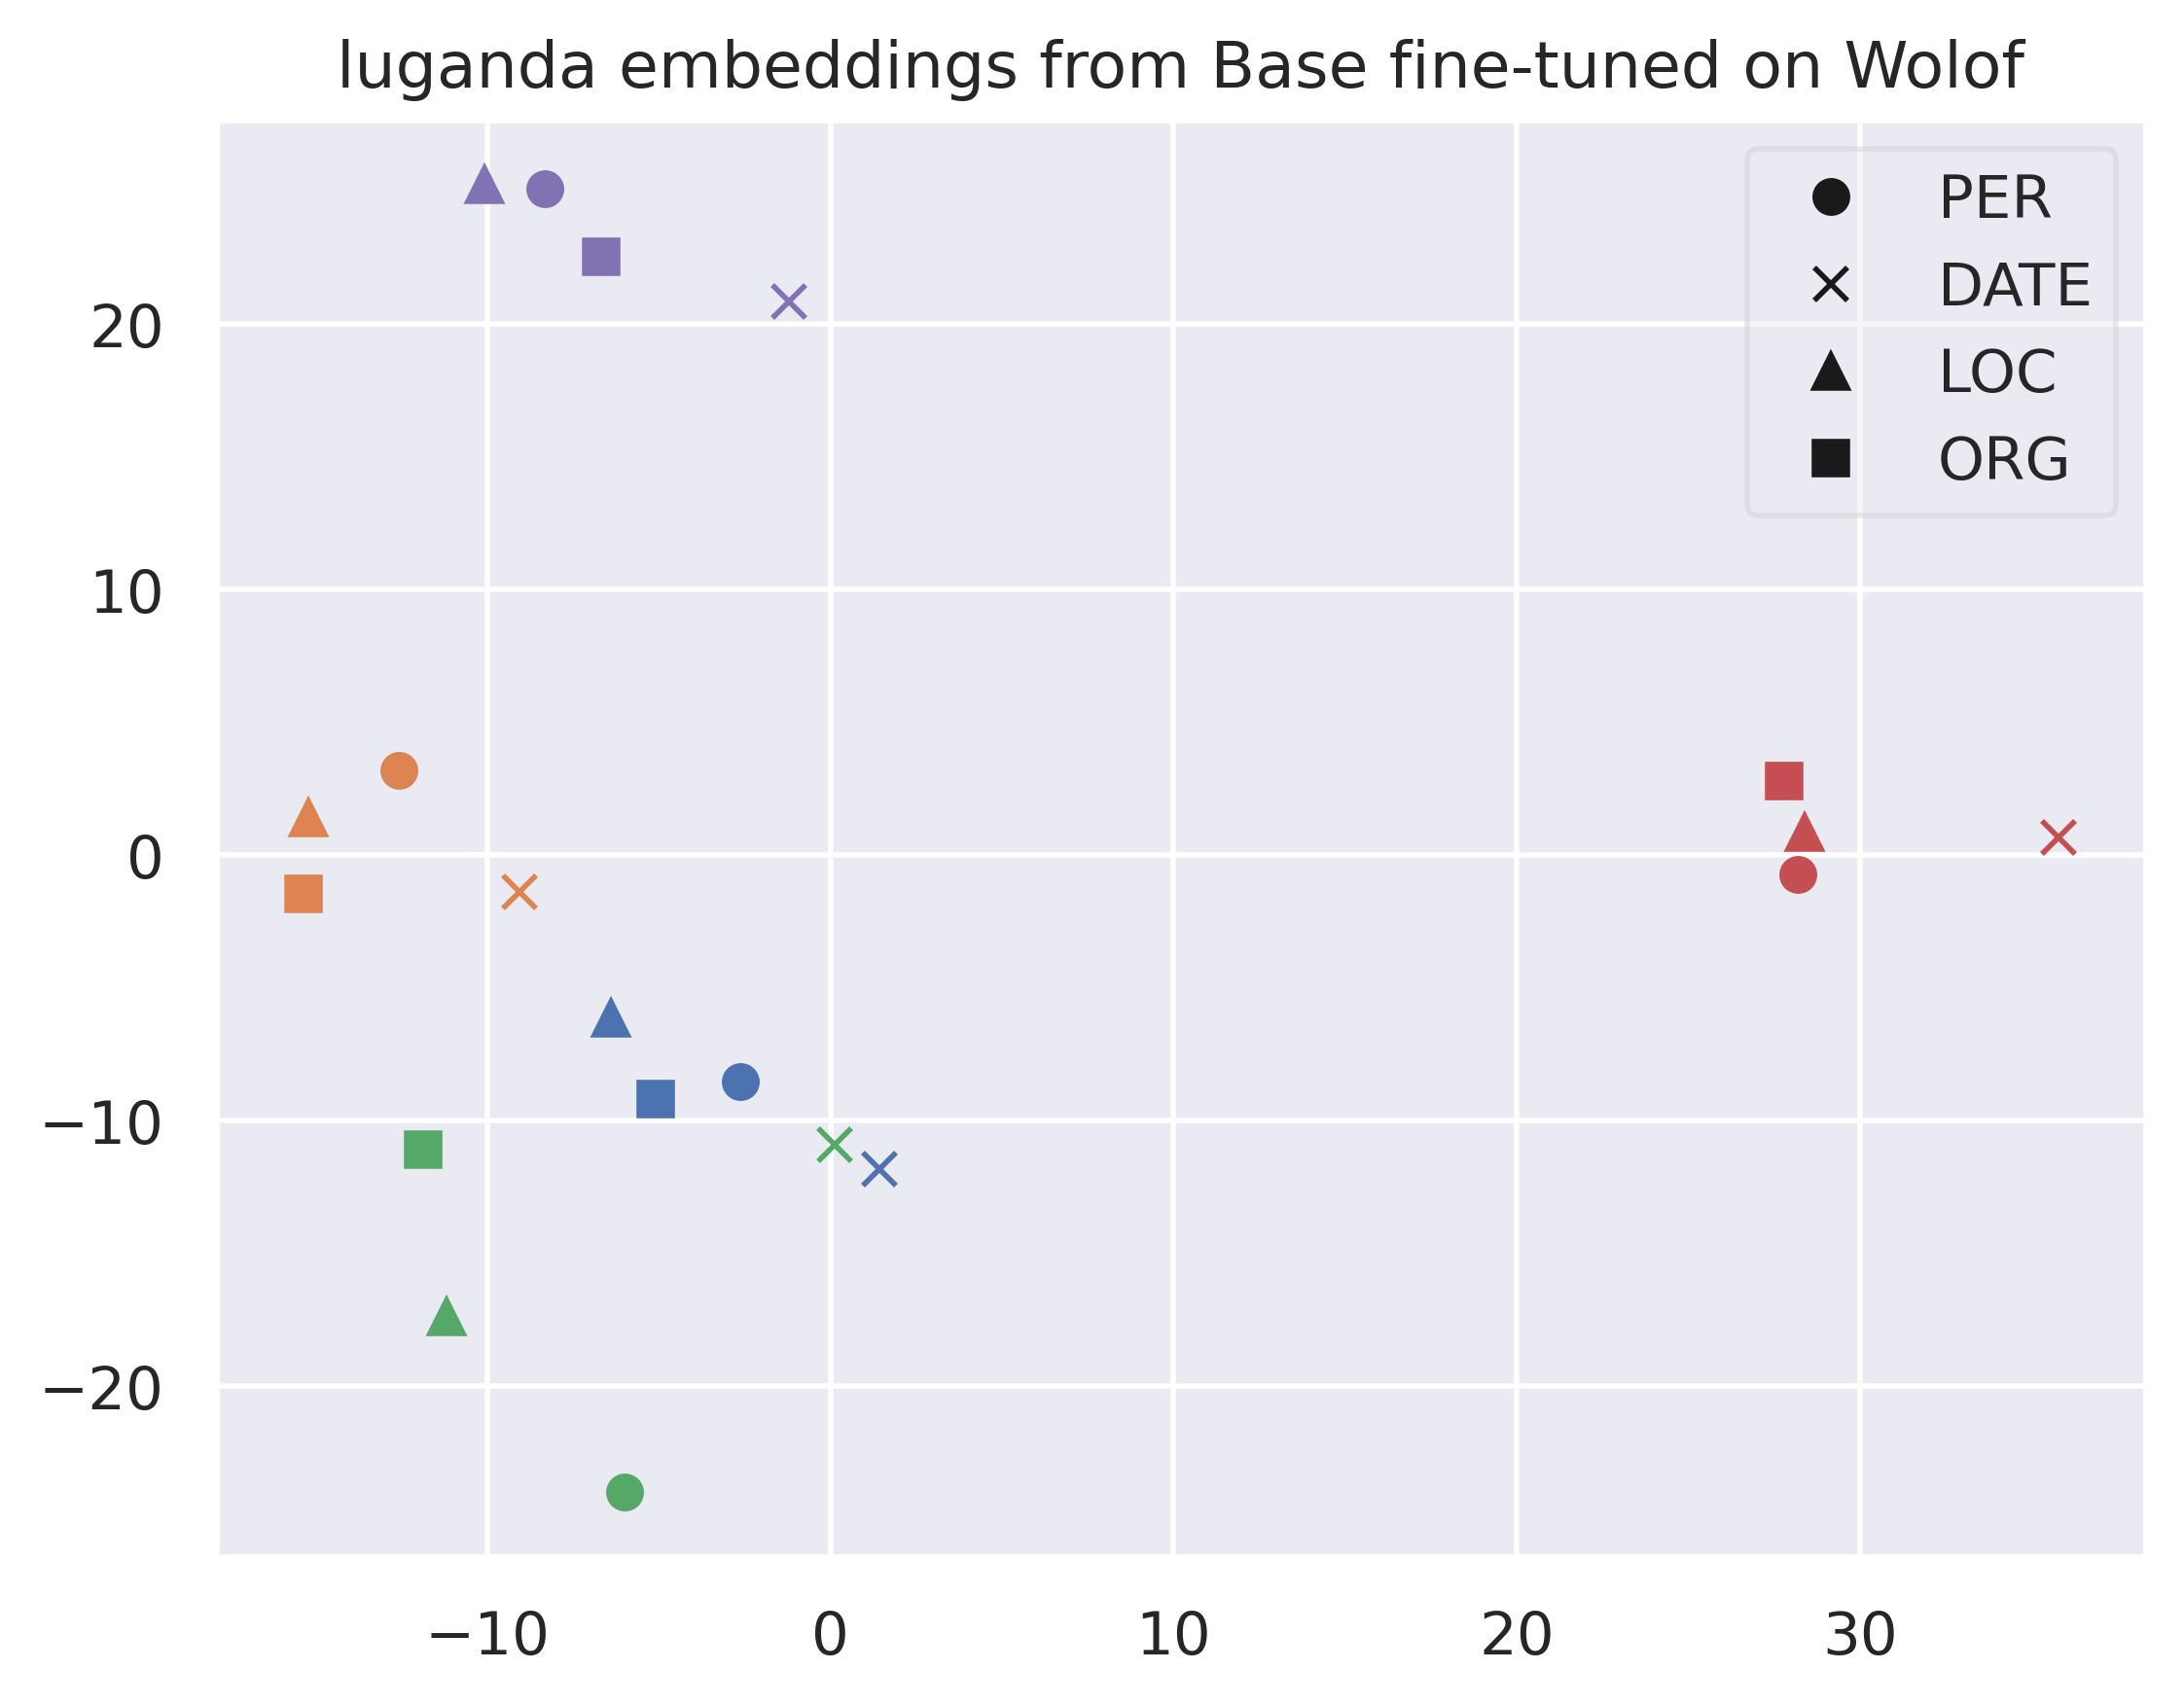 luganda embeddings from Base fine-tuned on Wolof
PER
DATE
LOC
ORG
20
10
0
−10
−20
−10 0 10 20 30